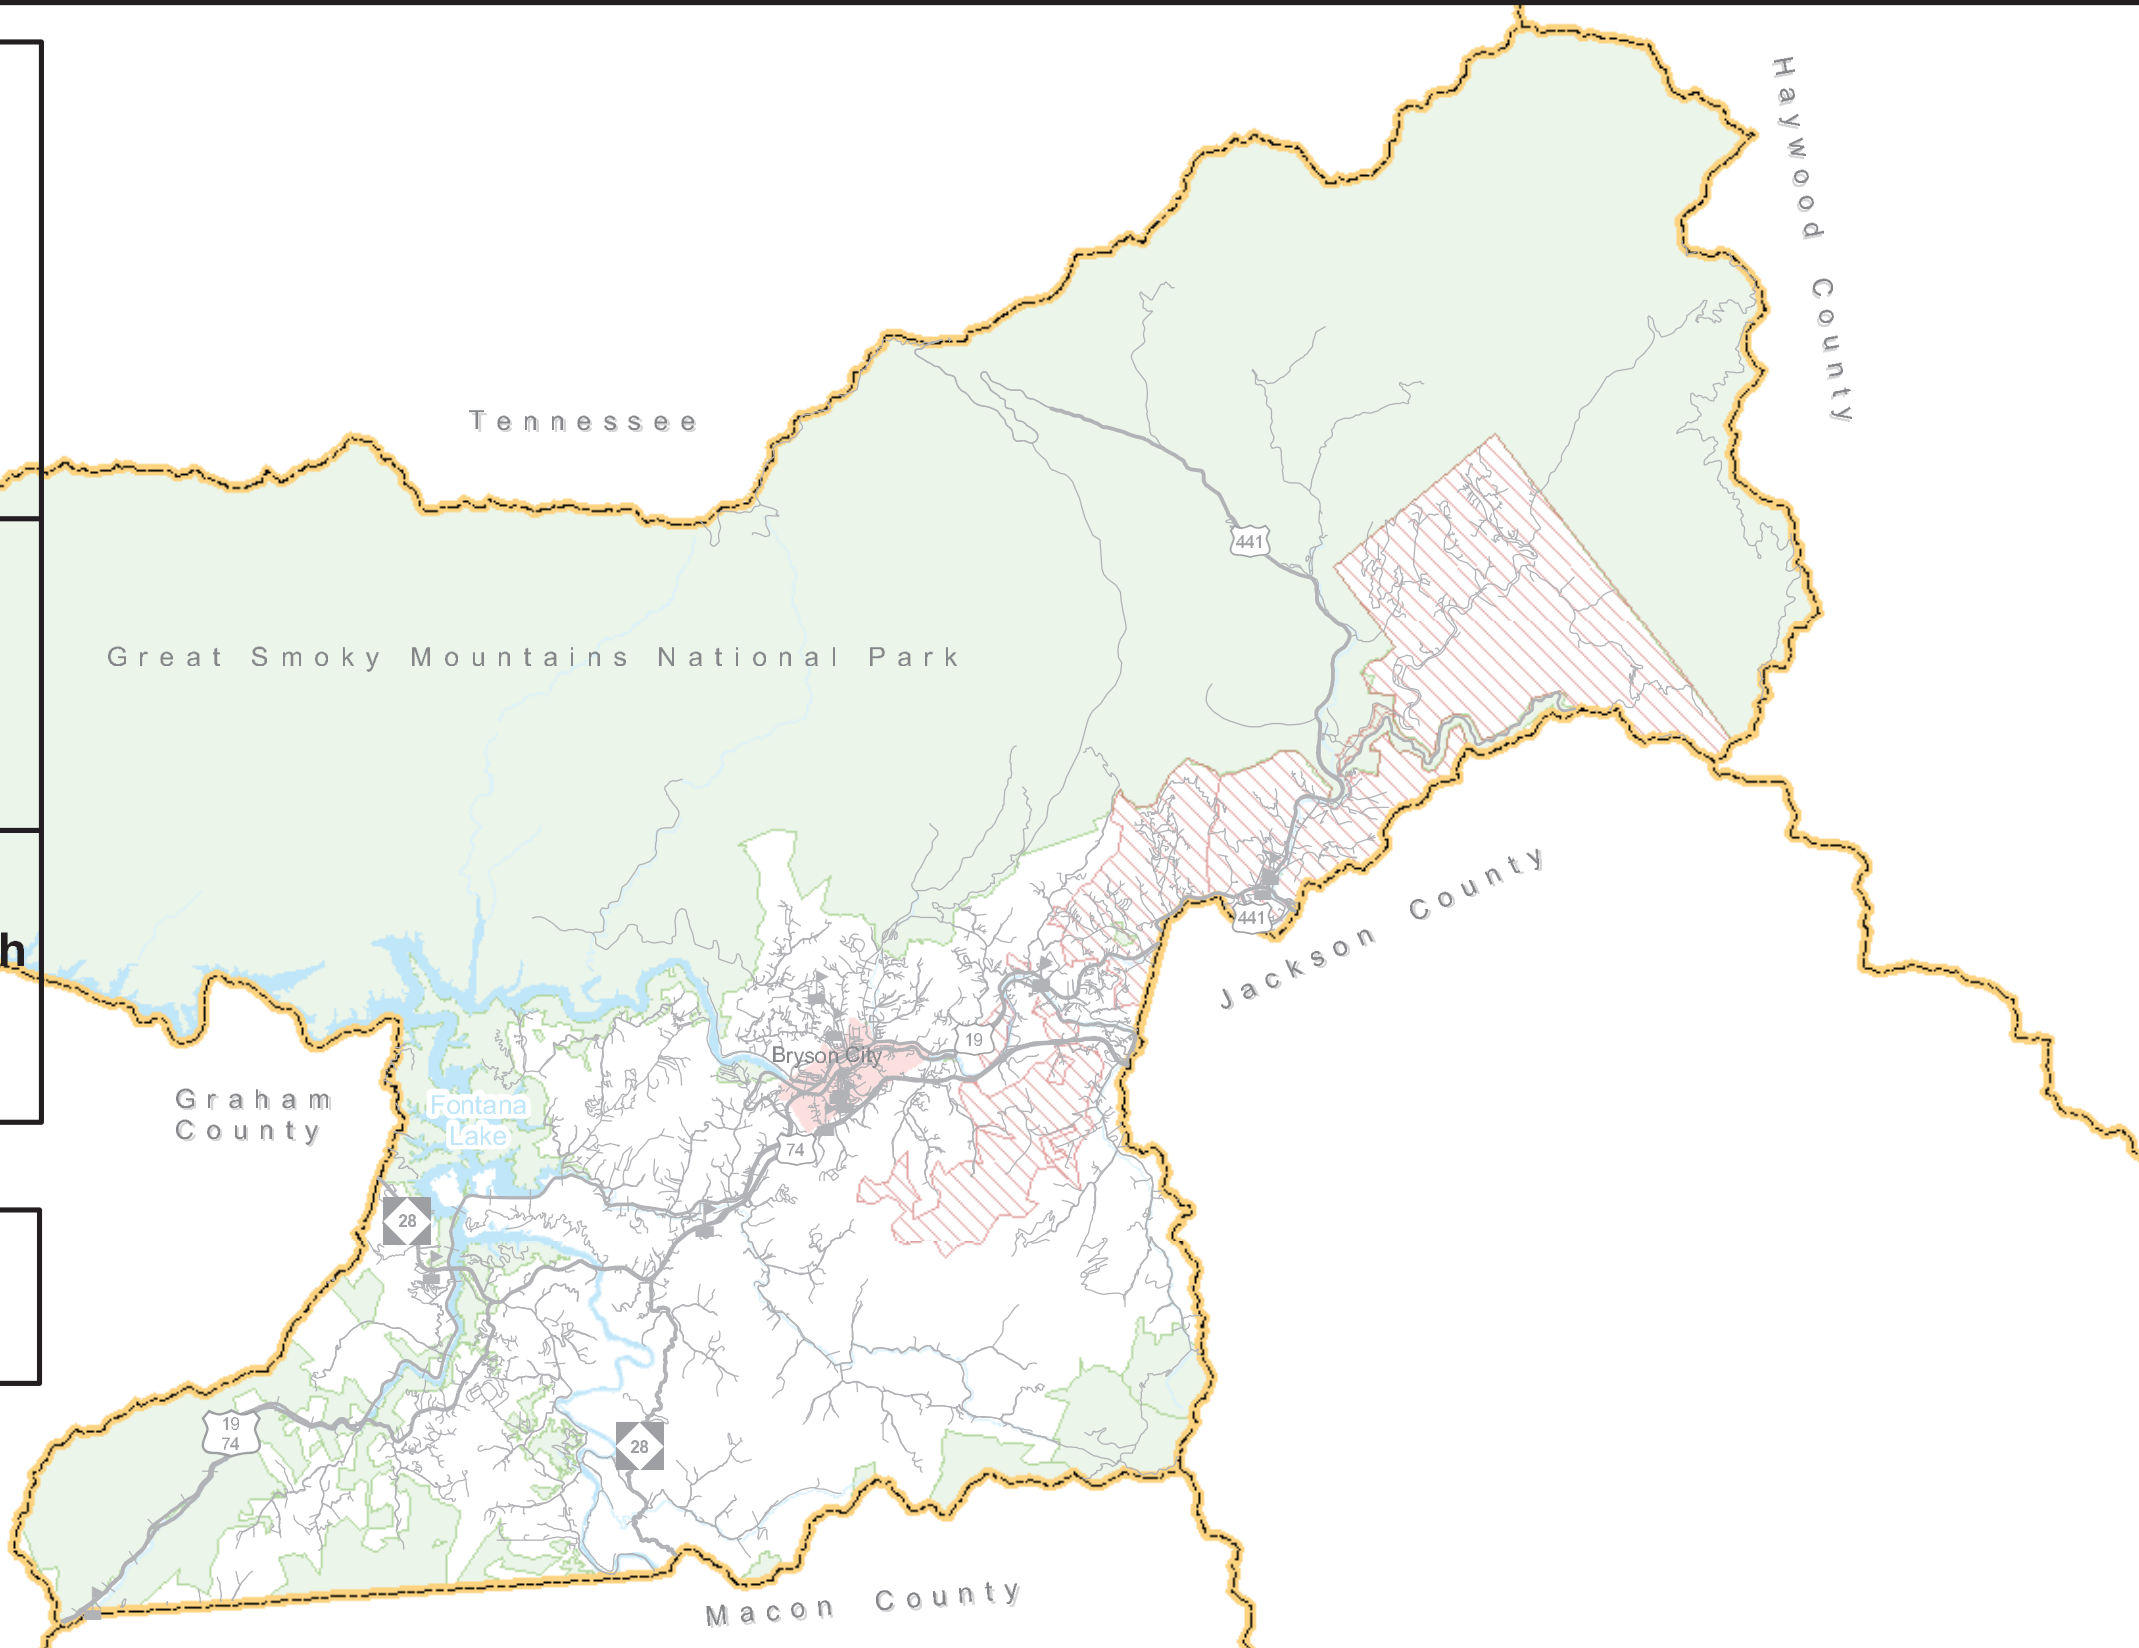 Haywood County
Tennessee
441
Great Smoky Mountains National Park
Jackson County
441
h
19
Bryson City
Graham
County
Fontana
Lake
74
28
19
74
28
Macon County